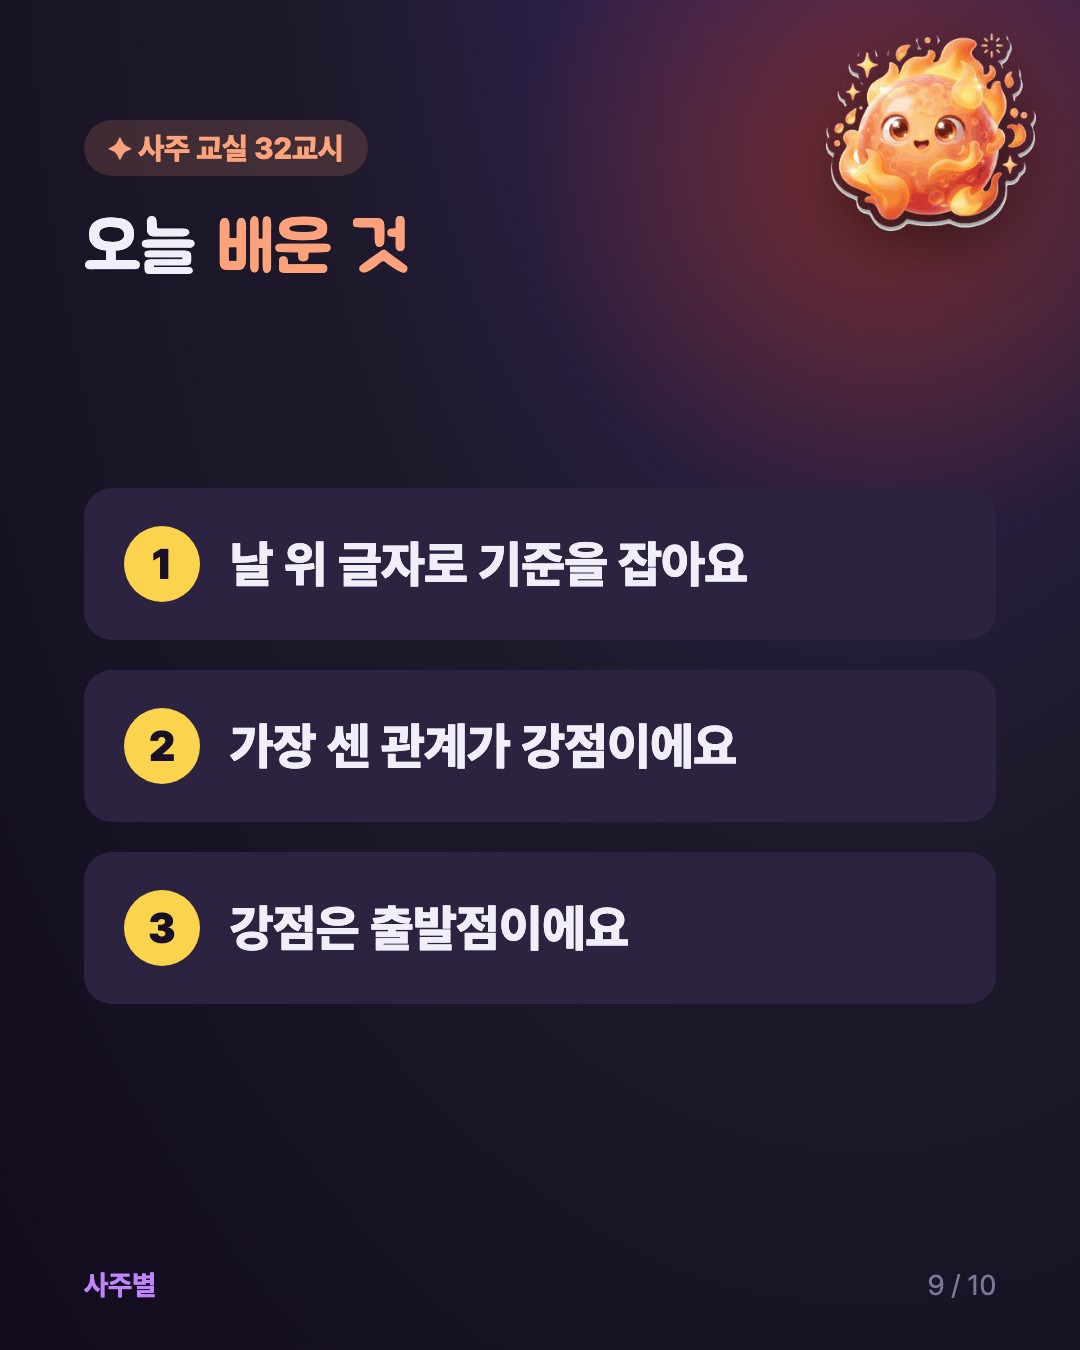 ✦ 사주 교실 32교시
오늘 배운 것
1 날 위 글자로 기준을 잡아요
2 가장 센 관계가 강점이에요
3 강점은 출발점이에요
사주별
9 / 10